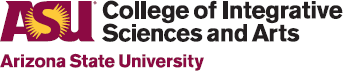 ASU College of Integrative
Sciences and Arts
Arizona State University